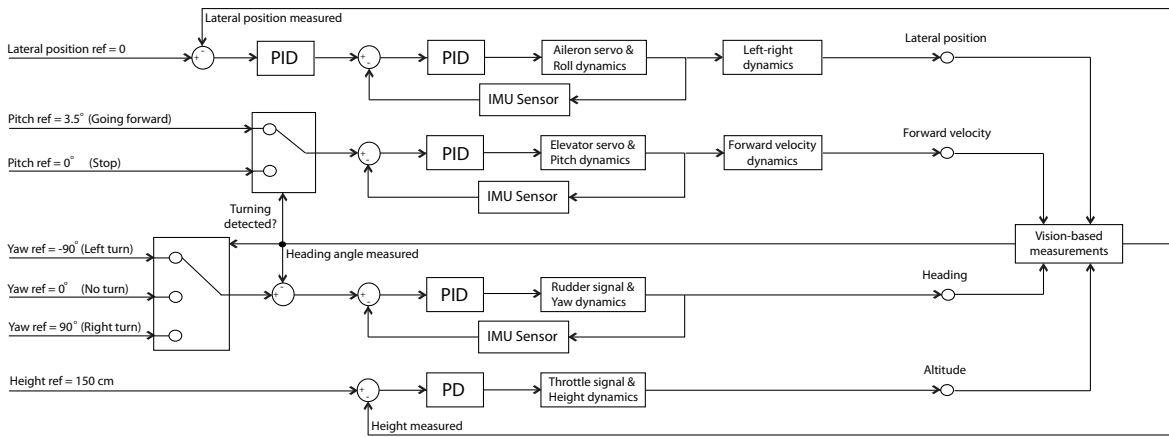 Lateral position measured
Lateral position ref = 0
+
-
PID
+
-
PID
Aileron servo &
Roll dynamics
Left-right
dynamics
Lateral position
IMU Sensor
Pitch ref = 3.5° (Going forward)
Pitch ref = 0° (Stop)
+
-
PID
Elevator servo &
Pitch dynamics
Forward velocity
dynamics
Forward velocity
IMU Sensor
Turning
detected?
Heading angle measured
Vision-based
measurements
Yaw ref = -90° (Left turn)
Yaw ref = 0° (No turn)
Yaw ref = 90° (Right turn)
+
-
+
-
PID
Rudder signal &
Yaw dynamics
Heading
IMU Sensor
Height ref = 150 cm
+
-
PD
Throttle signal &
Height dynamics
Altitude
Height measured